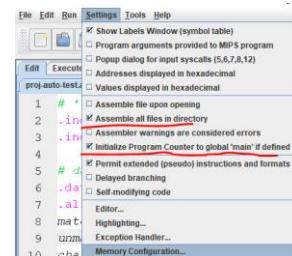 File Edit Run Settings Tools Help
Show Labels Window (symbol table)
Program arguments provided to MIPS program
Popup dialog for input syscalls (5,6,7,8,12)
Addresses displayed in hexadecimal
Values displayed in hexadecimal
Edit Execute
proj-auto-test.a
Assemble file upon opening
Assemble all files in directory
Assembler warnings are considered errors
Initialize Program Counter to global 'main' if defined
Permit extended (pseudo) instructions and formats
Delayed branching
Self-modifying code
Editor...
Highlighting...
Exception Handler...
Memory Configuration...
1 # *
2 .inc
3 .inc
4
5 # da
6 .dat
7 .al
8 mat
9 unma
10 cha